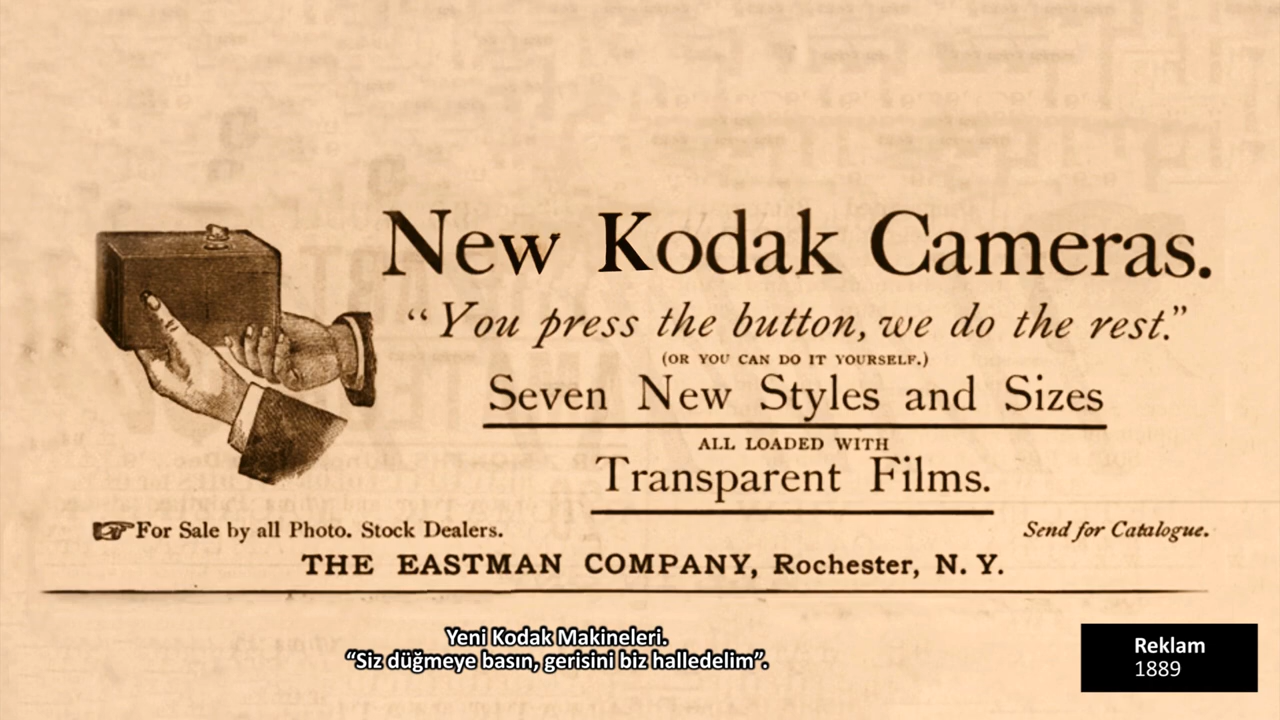 New Kodak Cameras.
“You press the button, we do the rest.”
(OR YOU CAN DO IT YOURSELF.)
Seven New Styles and Sizes
ALL LOADED WITH
Transparent Films.
For Sale by all Photo. Stock Dealers.
Send for Catalogue.
THE EASTMAN COMPANY, Rochester, N. Y.
Yeni Kodak Makineleri.
“Siz düğmeye basın, gerisini biz halledelim”.
Reklam
1889